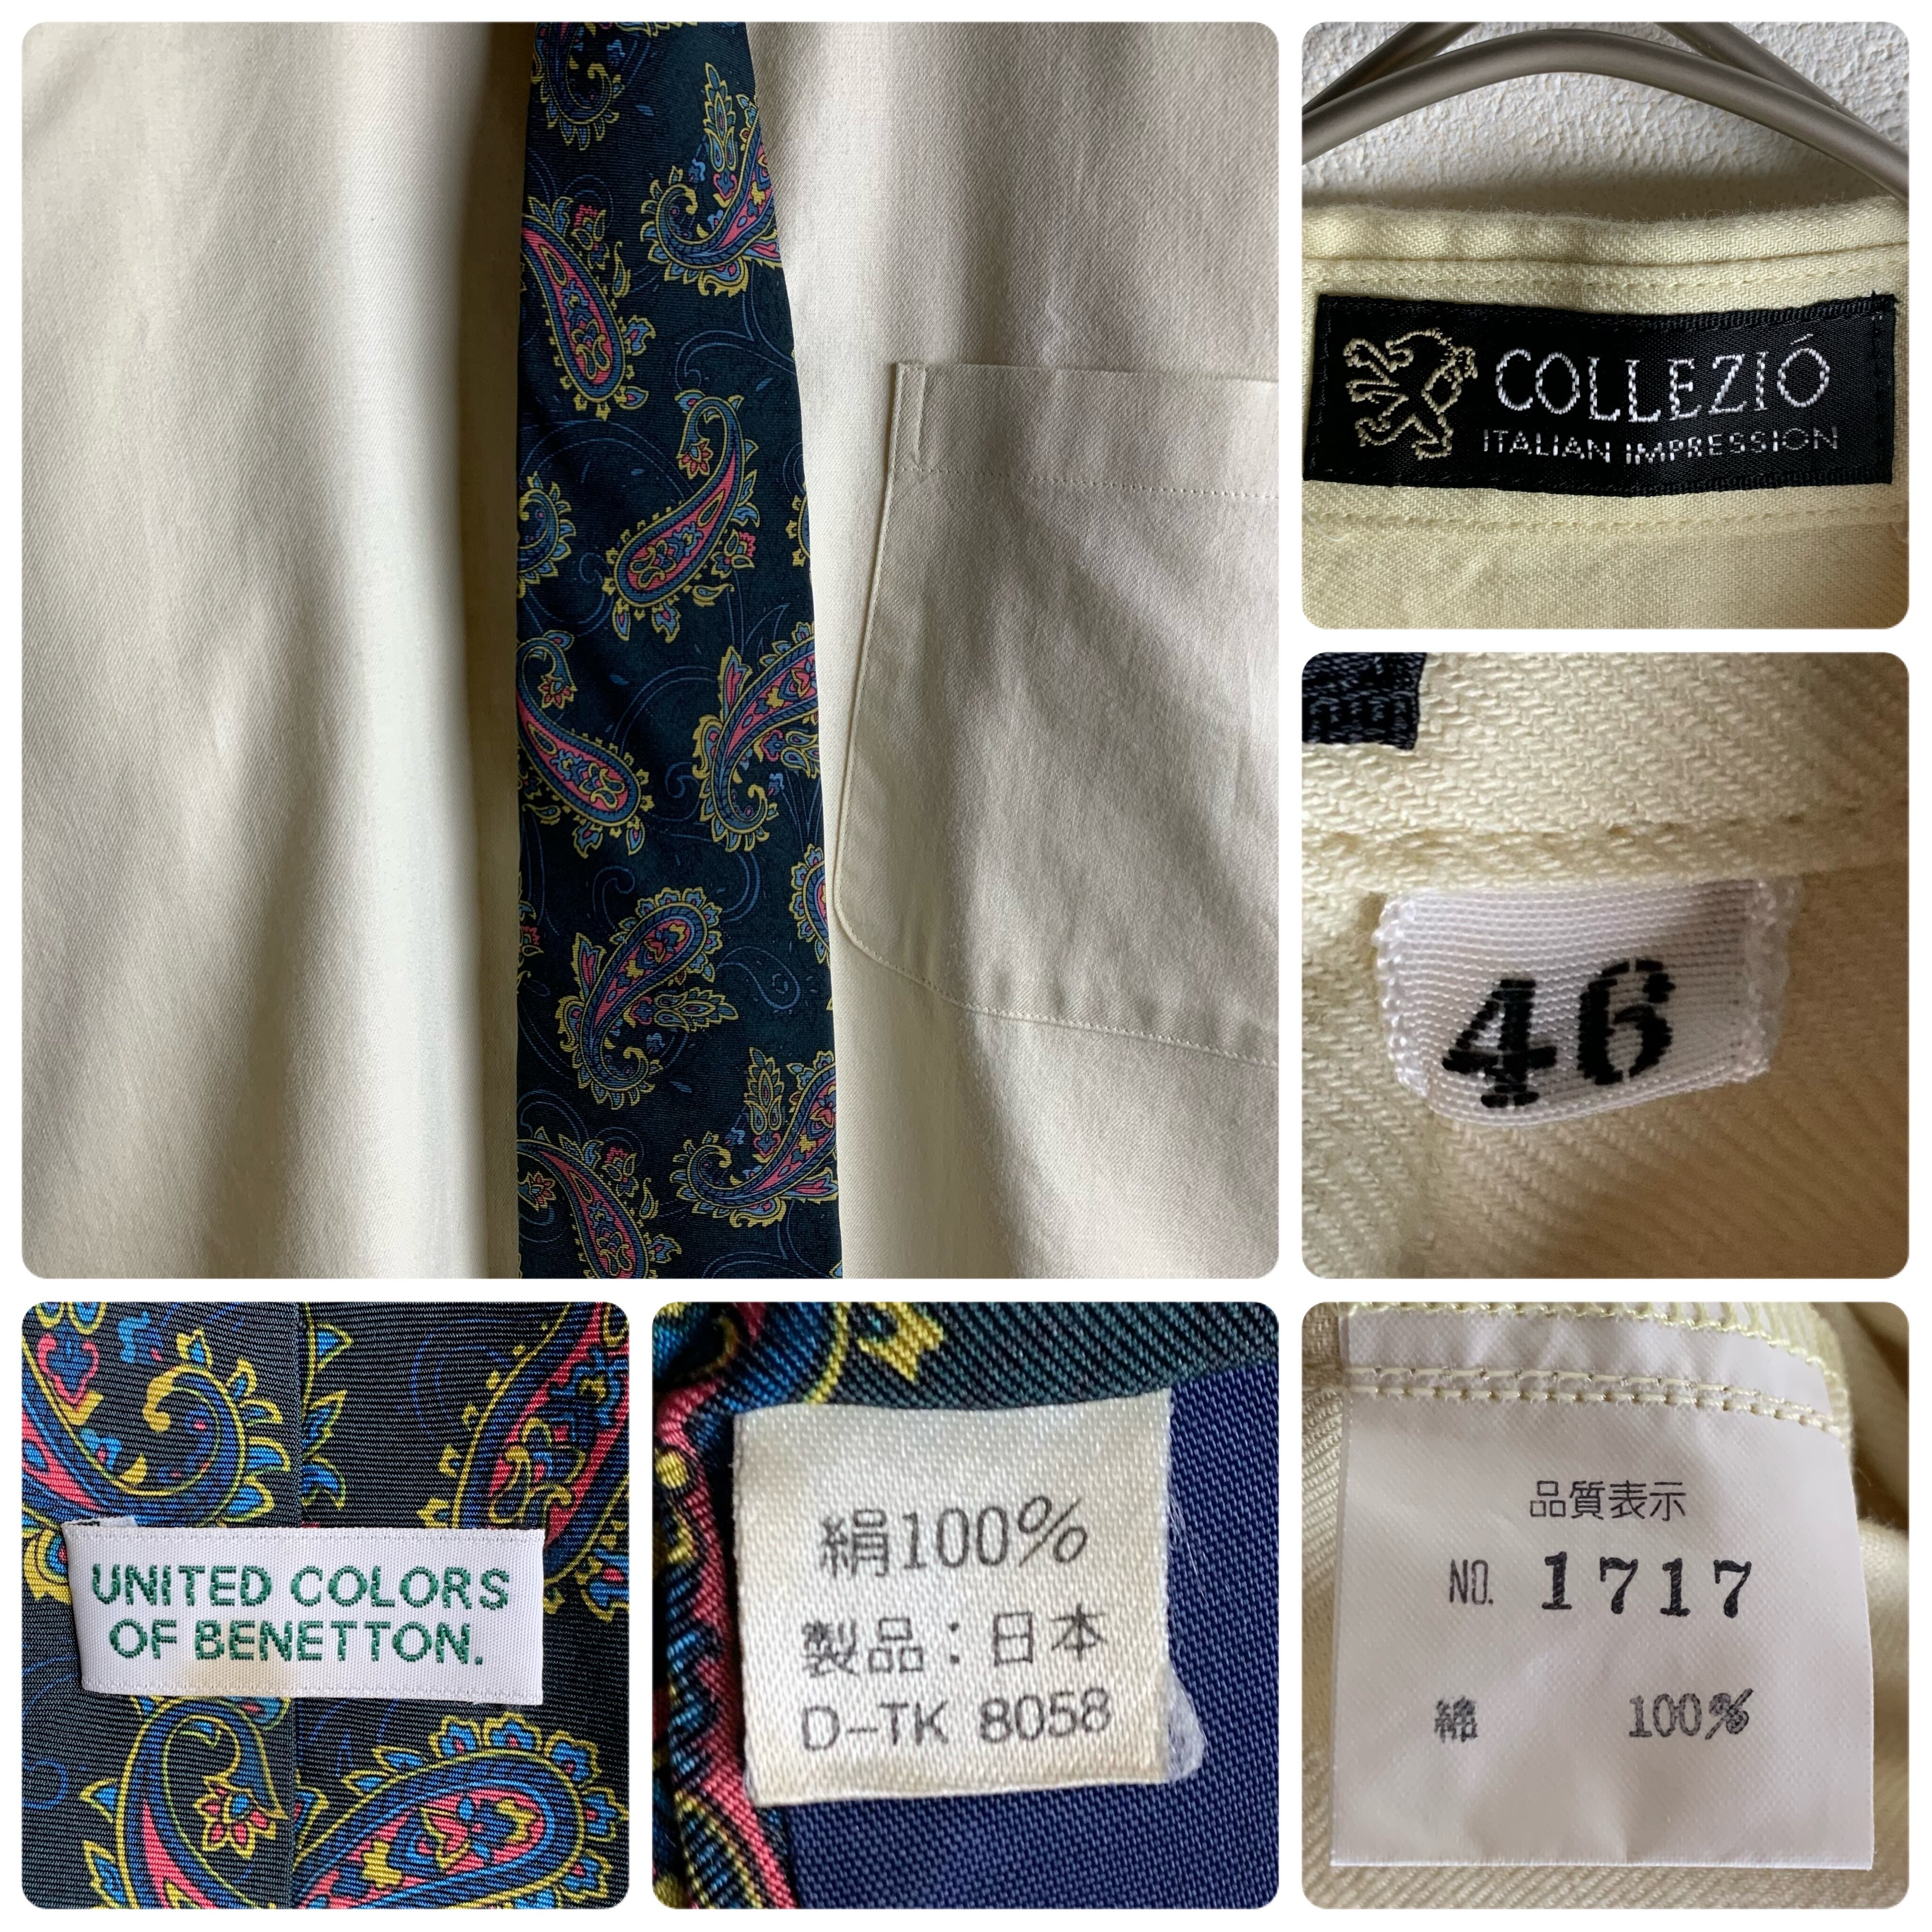 COLLEZIÓ
ITALIAN IMPRESSION
46
UNITED COLORS
OF BENETTON.
絹100%
製品：日本
D-TK 8058
品質表示
NO. 1717
綿 100%